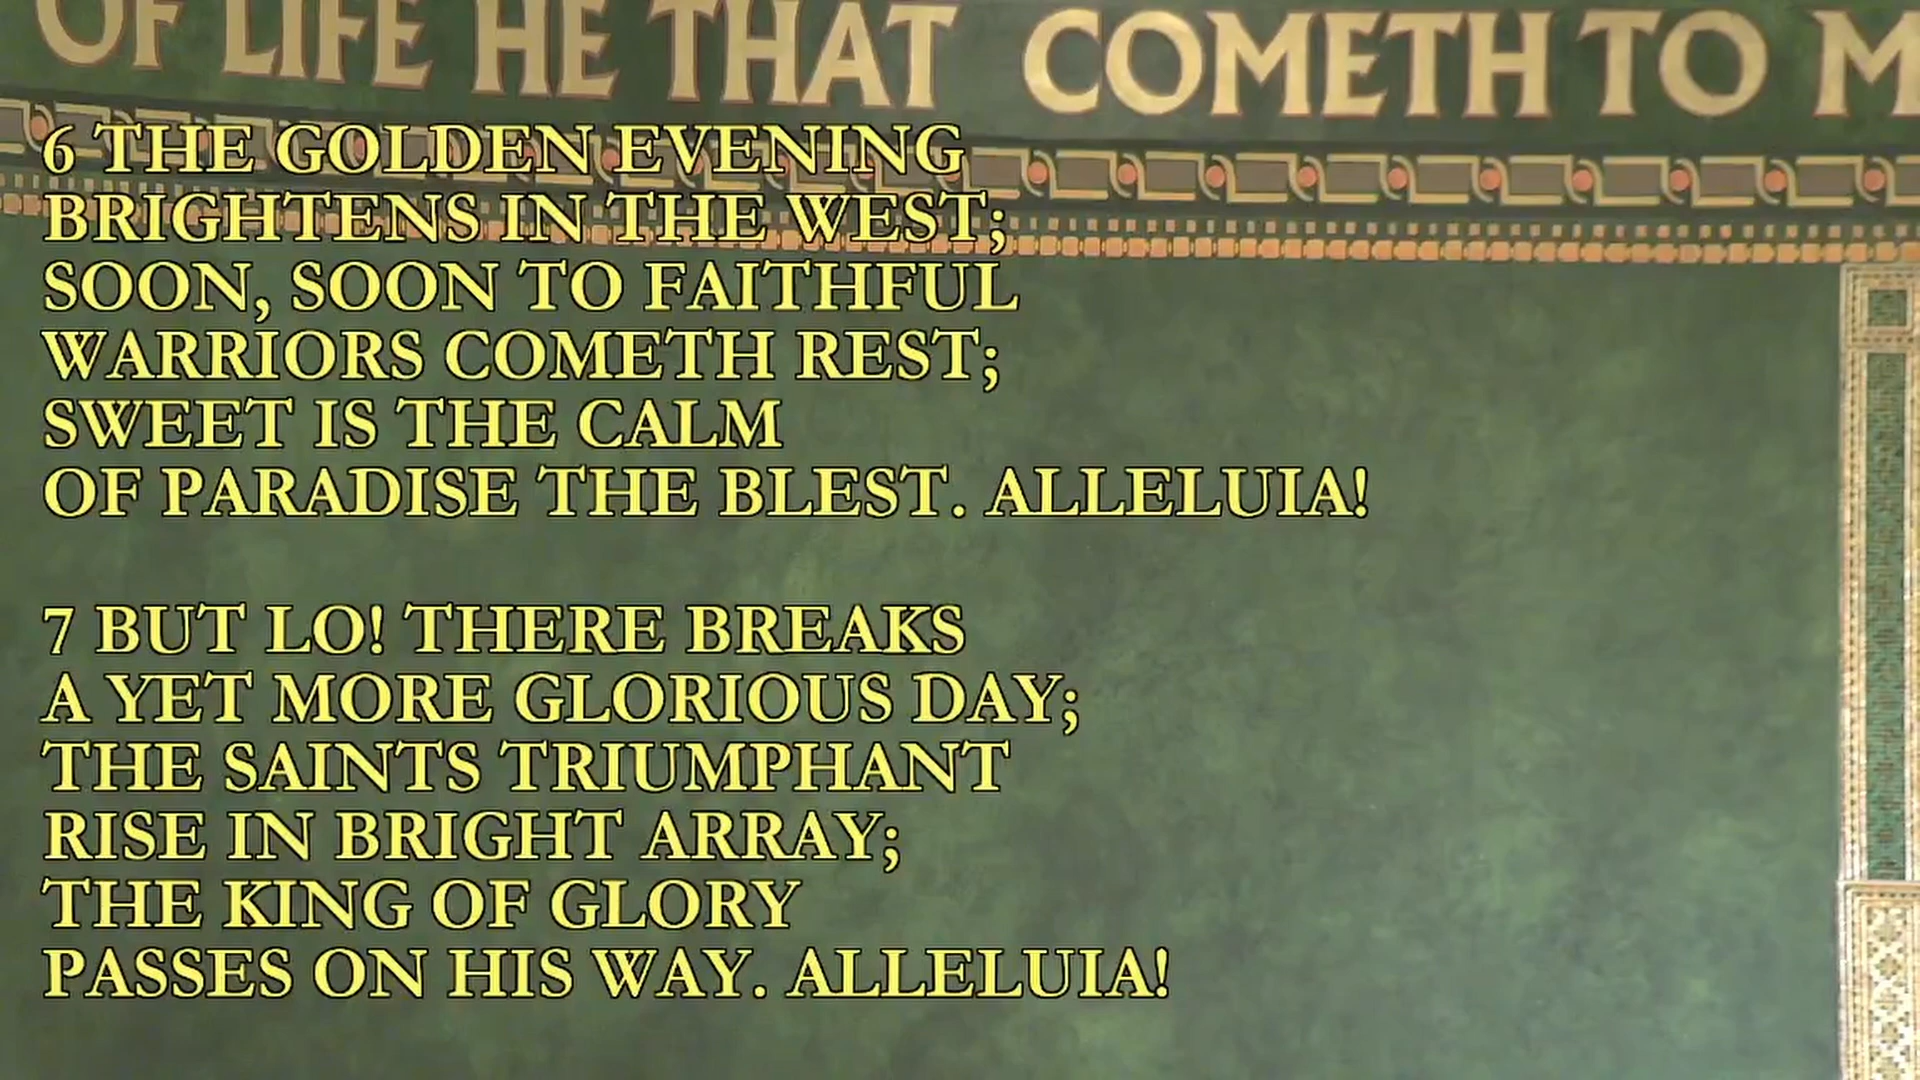 OF LIFE HE THAT COMETH TO M
6 THE GOLDEN EVENING
BRIGHTENS IN THE WEST;
SOON, SOON TO FAITHFUL
WARRIORS COMETH REST;
SWEET IS THE CALM
OF PARADISE THE BLEST. ALLELUIA!
7 BUT LO! THERE BREAKS
A YET MORE GLORIOUS DAY;
THE SAINTS TRIUMPHANT
RISE IN BRIGHT ARRAY;
THE KING OF GLORY
PASSES ON HIS WAY. ALLELUIA!